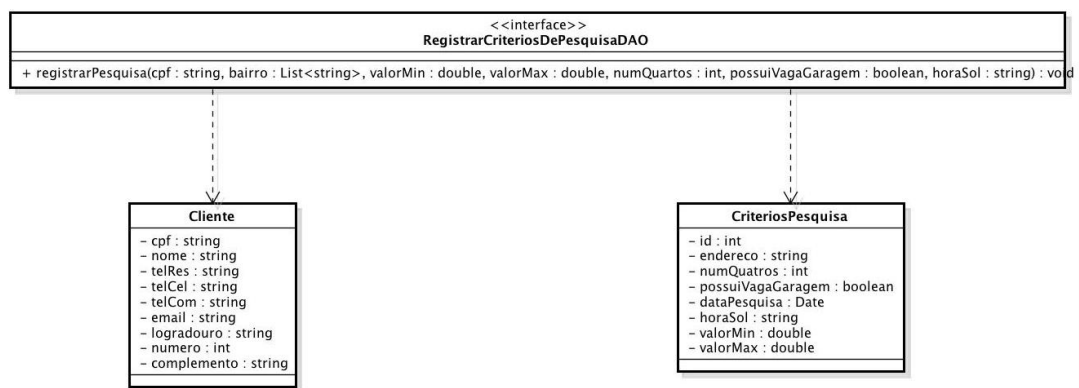 <<interface>>
RegistrarCriteriosDePesquisaDAO
+ registrarPesquisa(cpf : string, bairro : List<string>, valorMin : double, valorMax : double, numQuartos : int, possuiVagaGaragem : boolean, horaSol : string) : void
Cliente
- cpf : string
- nome : string
- telRes : string
- telCel : string
- telCom : string
- email : string
- logradouro : string
- numero : int
- complemento : string
CriteriosPesquisa
- id : int
- endereco : string
- numQuatros : int
- possuiVagaGaragem : boolean
- dataPesquisa : Date
- horaSol : string
- valorMin : double
- valorMax : double